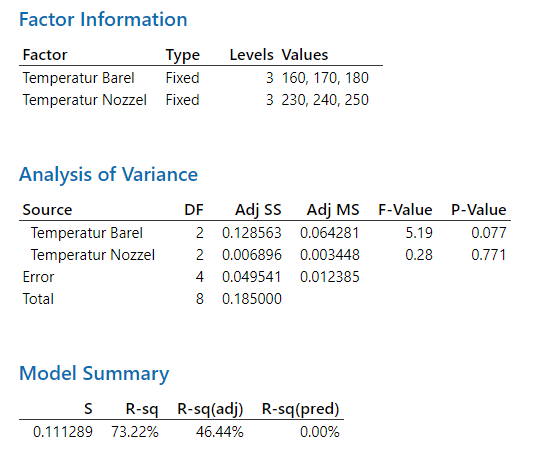 Factor Information
Factor Type Levels Values
Temperatur Barel Fixed 3 160, 170, 180
Temperatur Nozzel Fixed 3 230, 240, 250
Analysis of Variance
Source DF Adj SS Adj MS F-Value P-Value
Temperatur Barel 2 0.128563 0.064281 5.19 0.077
Temperatur Nozzel 2 0.006896 0.003448 0.28 0.771
Error 4 0.049541 0.012385
Total 8 0.185000
Model Summary
S R-sq R-sq(adj) R-sq(pred)
0.111289 73.22% 46.44% 0.00%